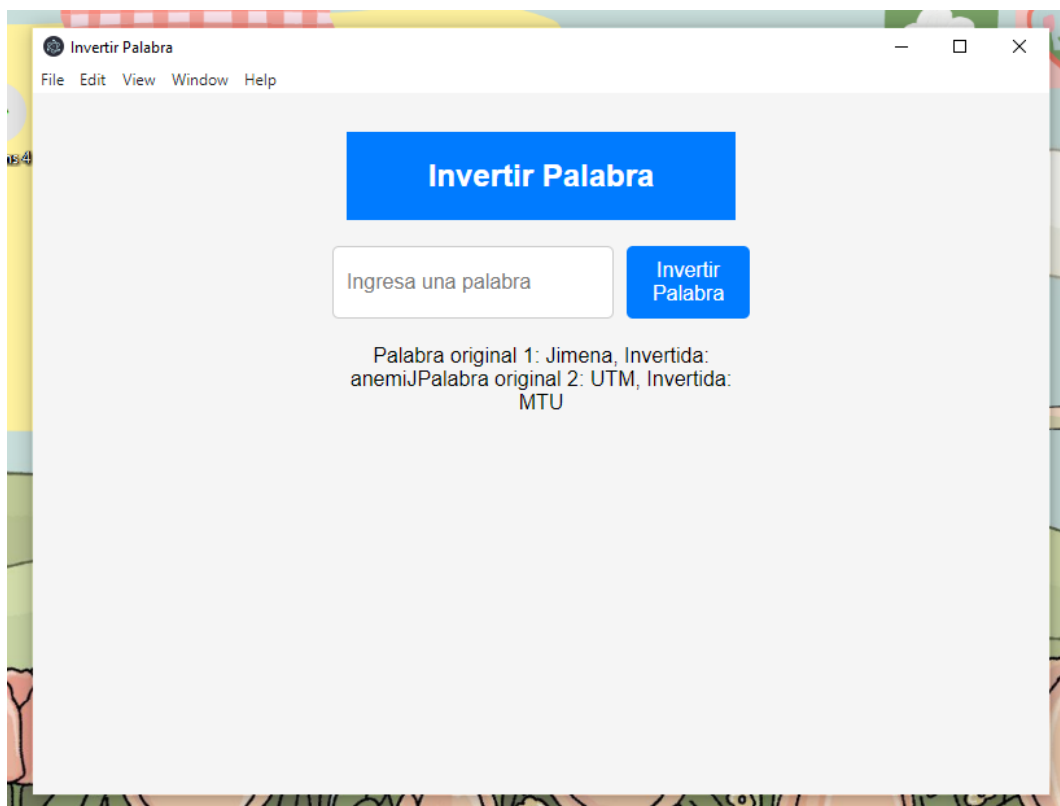 Invertir Palabra
File Edit View Window Help
Invertir Palabra
Ingresa una palabra
Invertir
Palabra
Palabra original 1: Jimena, Invertida:
anemiJPalabra original 2: UTM, Invertida:
MTU